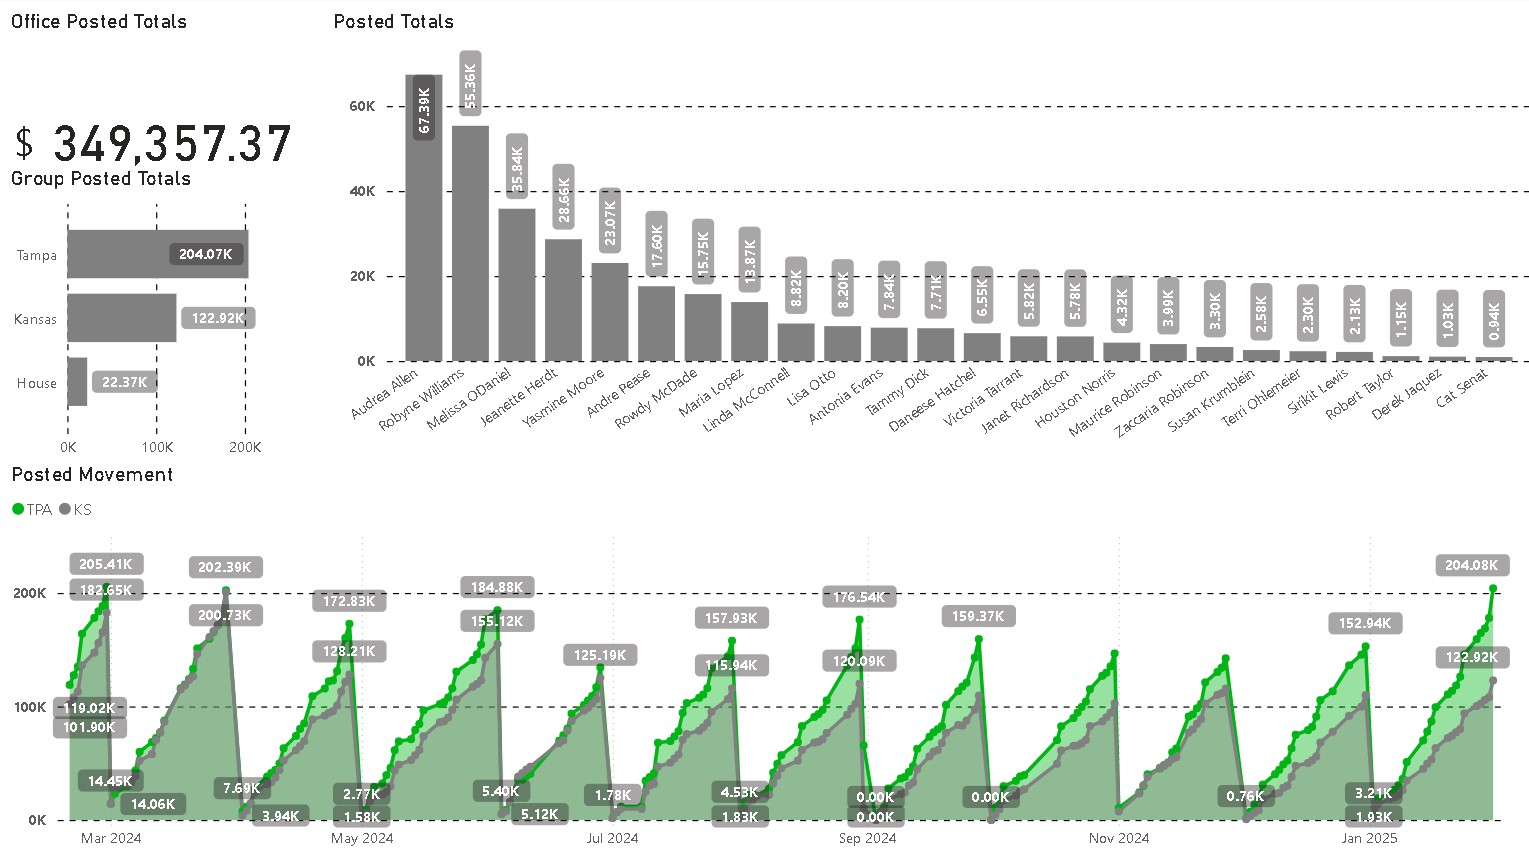 Office Posted Totals
$ 349,357.37
Group Posted Totals
Tampa
204.07K
Kansas
122.92K
House
22.37K
0K
100K
200K
Posted Totals
60K
40K
20K
0K
67.39K
55.36K
35.84K
28.66K
23.07K
17.60K
15.75K
13.87K
8.82K
8.20K
7.84K
7.71K
6.55K
5.82K
5.78K
4.32K
3.99K
3.30K
2.58K
2.30K
2.13K
1.15K
1.03K
0.94K
Audrea Allen
Robyne Williams
Melissa ODaniel
Jeanette Herdt
Yasmine Moore
Andre Pease
Rowdy McDade
Maria Lopez
Linda McConnell
Lisa Otto
Antonia Evans
Tammy Dick
Daneese Hatchel
Victoria Tarrant
Janet Richardson
Houston Norris
Maurice Robinson
Zaccaria Robinson
Susan Krumblein
Terri Ohlemeier
Sirikit Lewis
Robert Taylor
Derek Jaquez
Cat Senat
Posted Movement
TPA KS
200K
100K
0K
205.41K
182.65K
119.02K
101.90K
14.45K
14.06K
202.39K
200.73K
7.69K
3.94K
172.83K
128.21K
2.77K
1.58K
184.88K
155.12K
5.40K
5.12K
125.19K
1.78K
157.93K
115.94K
4.53K
1.83K
176.54K
120.09K
0.00K
0.00K
159.37K
0.00K
0.76K
152.94K
3.21K
1.93K
204.08K
122.92K
Mar 2024
May 2024
Jul 2024
Sep 2024
Nov 2024
Jan 2025